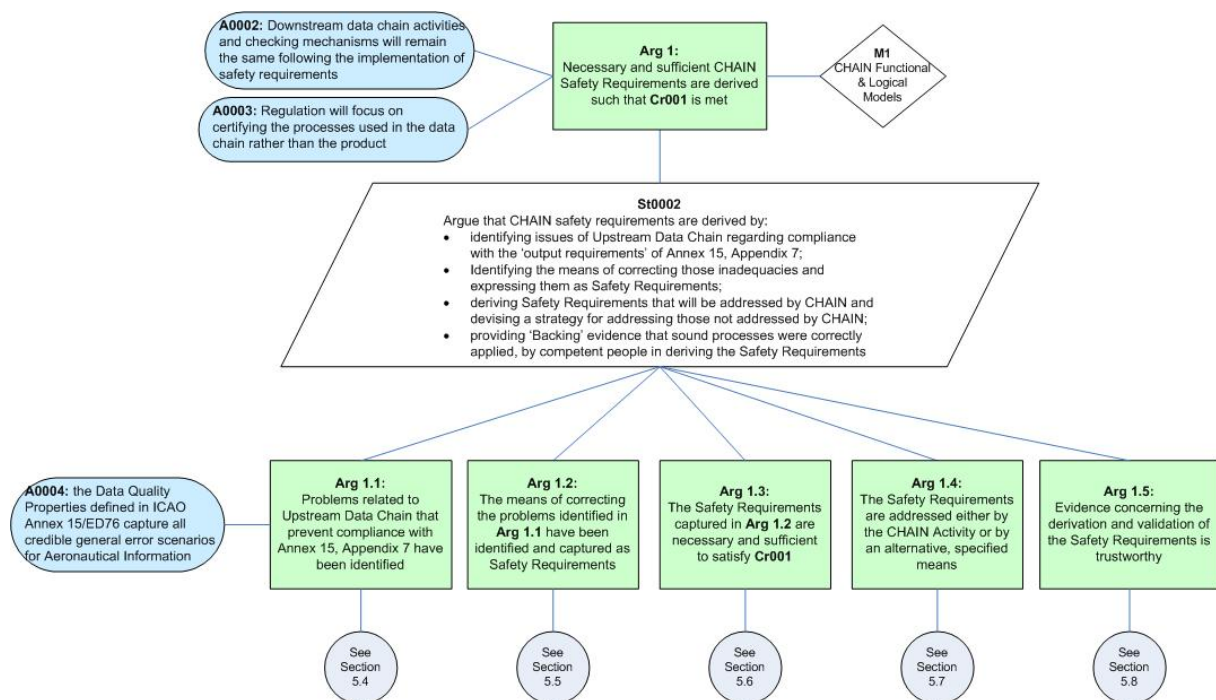 A0002: Downstream data chain activities
and checking mechanisms will remain
the same following the implementation of
safety requirements
A0003: Regulation will focus on
certifying the processes used in the data
chain rather than the product
Arg 1:
Necessary and sufficient CHAIN
Safety Requirements are derived
such that Cr001 is met
M1
CHAIN Functional
& Logical
Models
St0002
Argue that CHAIN safety requirements are derived by:
• identifying issues of Upstream Data Chain regarding compliance
with the ‘output requirements’ of Annex 15, Appendix 7;
• Identifying the means of correcting those inadequacies and
expressing them as Safety Requirements;
• deriving Safety Requirements that will be addressed by CHAIN and
devising a strategy for addressing those not addressed by CHAIN;
• providing ‘Backing’ evidence that sound processes were correctly
applied, by competent people in deriving the Safety Requirements
A0004: the Data Quality
Properties defined in ICAO
Annex 15/ED76 capture all
credible general error scenarios
for Aeronautical Information
Arg 1.1:
Problems related to
Upstream Data Chain that
prevent compliance with
Annex 15, Appendix 7 have
been identified
Arg 1.2:
The means of correcting
the problems identified in
Arg 1.1 have been
identified and captured as
Safety Requirements
Arg 1.3:
The Safety Requirements
captured in Arg 1.2 are
necessary and sufficient
to satisfy Cr001
Arg 1.4:
The Safety Requirements
are addressed either by
the CHAIN Activity or by
an alternative, specified
means
Arg 1.5:
Evidence concerning the
derivation and validation of
the Safety Requirements is
trustworthy
See
Section
5.4
See
Section
5.5
See
Section
5.6
See
Section
5.7
See
Section
5.8